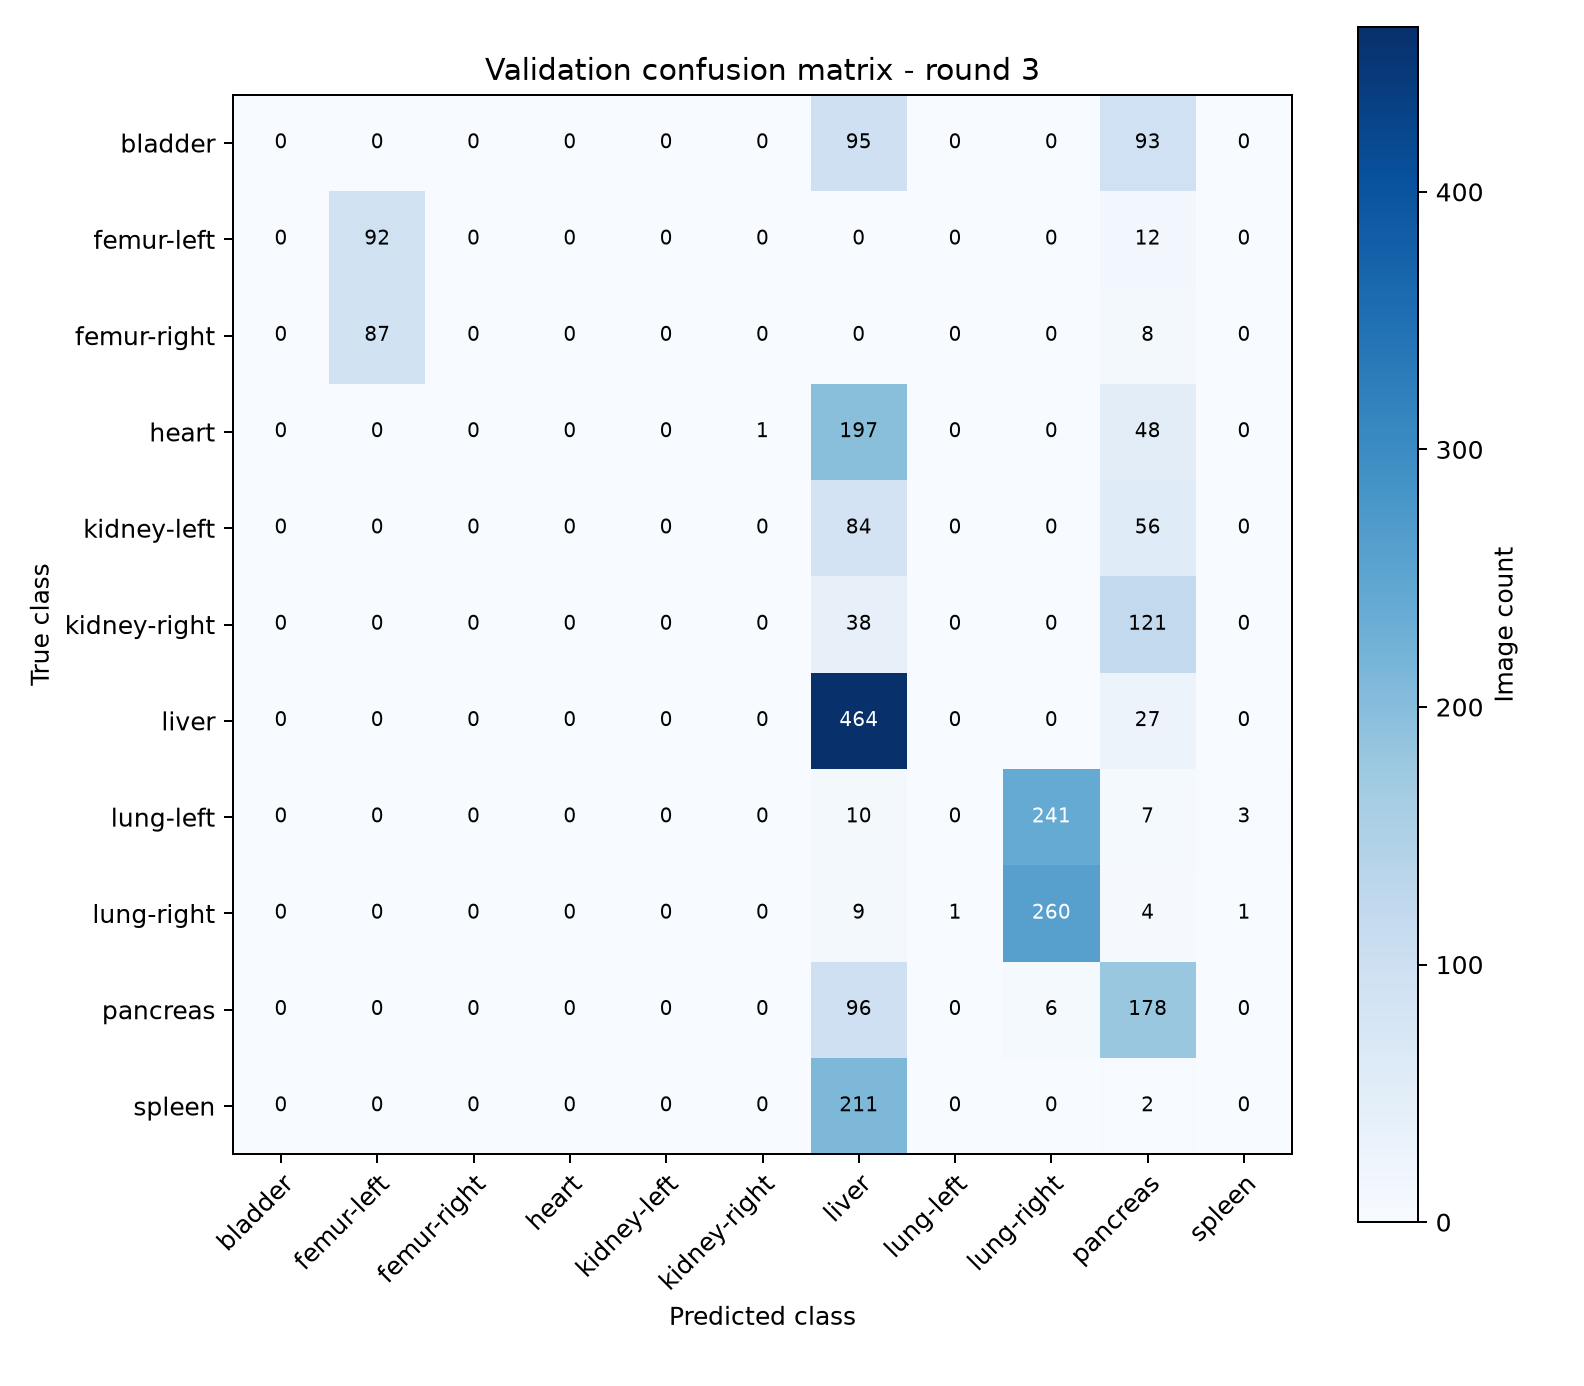 Validation confusion matrix - round 3
bladder 0 0 0 0 0 0 95 0 0 93 0
femur-left 0 92 0 0 0 0 0 0 0 12 0
femur-right 0 87 0 0 0 0 0 0 0 8 0
heart 0 0 0 0 0 1 197 0 0 48 0
kidney-left 0 0 0 0 0 0 84 0 0 56 0
kidney-right 0 0 0 0 0 0 38 0 0 121 0
liver 0 0 0 0 0 0 464 0 0 27 0
lung-left 0 0 0 0 0 0 10 0 241 7 3
lung-right 0 0 0 0 0 0 9 1 260 4 1
pancreas 0 0 0 0 0 0 96 0 6 178 0
spleen 0 0 0 0 0 0 211 0 0 2 0
True class
bladder femur-left femur-right heart kidney-left kidney-right liver lung-left lung-right pancreas spleen
Predicted class
400
300
200
100
0
Image count